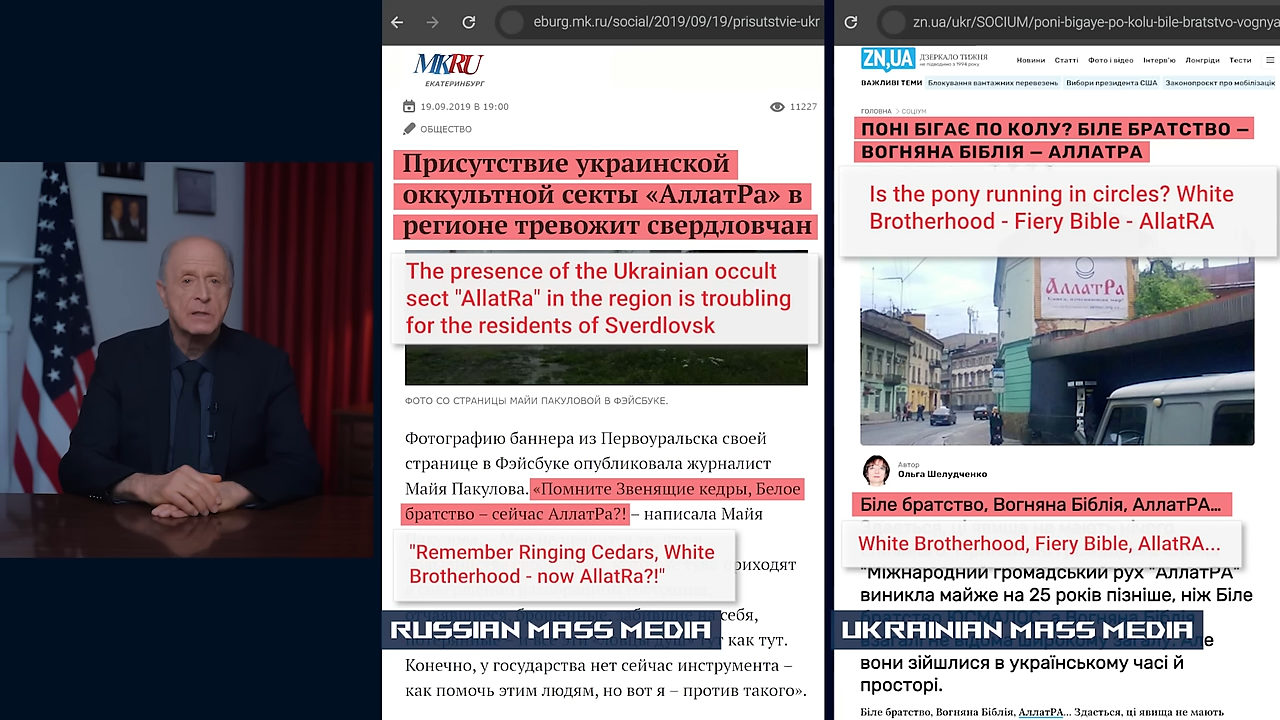 eburg.mk.ru/social/2019/09/19/prisutstvie-ukr
MKRU
ЕКАТЕРИНБУРГ
19.09.2019 В 19:00
11227
ОБЩЕСТВО
Присутствие украинской
оккультной секты «АллатРа» в
регионе тревожит свердловчан
The presence of the Ukrainian occult
sect "AllatRa" in the region is troubling
for the residents of Sverdlovsk
ФОТО СО СТРАНИЦЫ МАЙИ ПАКУЛОВОЙ В ФЭЙСБУКЕ.
Фотографию баннера из Первоуральска своей
странице в Фэйсбуке опубликовала журналист
Майя Пакулова. «Помните Звенящие кедры, Белое
братство – сейчас АллатРа?! – написала Майя
"Remember Ringing Cedars, White
Brotherhood - now AllatRa?!"
приходят
себя,
RUSSIAN MASS MEDIA
как тут.
Конечно, у государства нет сейчас инструмента –
как помочь этим людям, но вот я – против такого».
zn.ua/ukr/SOCIUM/poni-bigaye-po-kolu-bile-bratstvo-vognya
ZN,UA
ДЗЕРКАЛО ТИЖНЯ
не підводимо з 1994 року
Новини Статті Фото і відео Інтерв'ю Лонгріди Тести
ВАЖЛИВІ ТЕМИ Блокування вантажних перевезень Вибори президента США Законопроєкт про мобілізацію
ГОЛОВНА > СОЦІУМ
ПОНІ БІГАЄ ПО КОЛУ? БІЛЕ БРАТСТВО –
ВОГНЯНА БІБЛІЯ – АЛЛАТРА
Is the pony running in circles? White
Brotherhood - Fiery Bible - AllatRA
АллатРа
Автор
Ольга Шелудченко
Біле братство, Вогняна Біблія, АллатРА…
White Brotherhood, Fiery Bible, AllatRA...
"Міжнародний громадський рух "АллатРА"
виникла майже на 25 років пізніше, ніж Біле
UKRAINIAN MASS MEDIA
вони зійшлися в українському часі й
просторі.
Біле братство, Вогняна Біблія, АллатРА… Здається, ці явища не мають